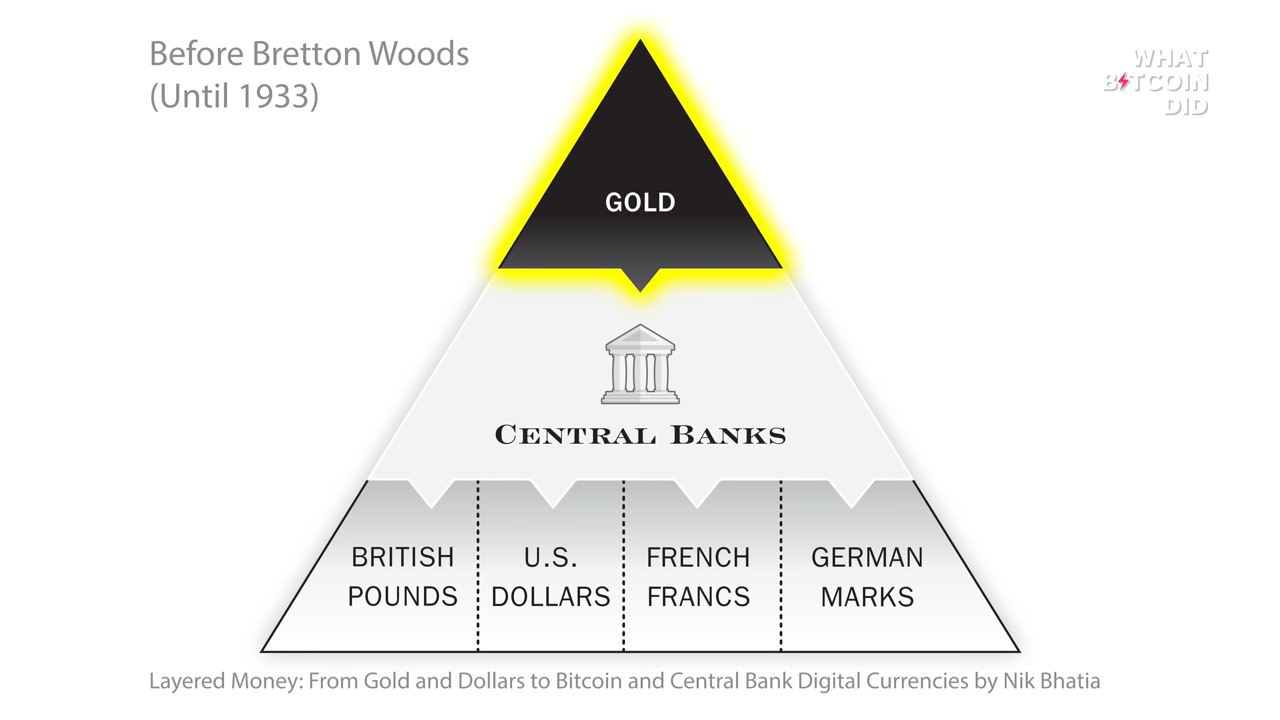 Before Bretton Woods
(Until 1933)
WHAT
B⚡TCOIN
DID
GOLD
CENTRAL BANKS
BRITISH
POUNDS
U.S.
DOLLARS
FRENCH
FRANCS
GERMAN
MARKS
Layered Money: From Gold and Dollars to Bitcoin and Central Bank Digital Currencies by Nik Bhatia